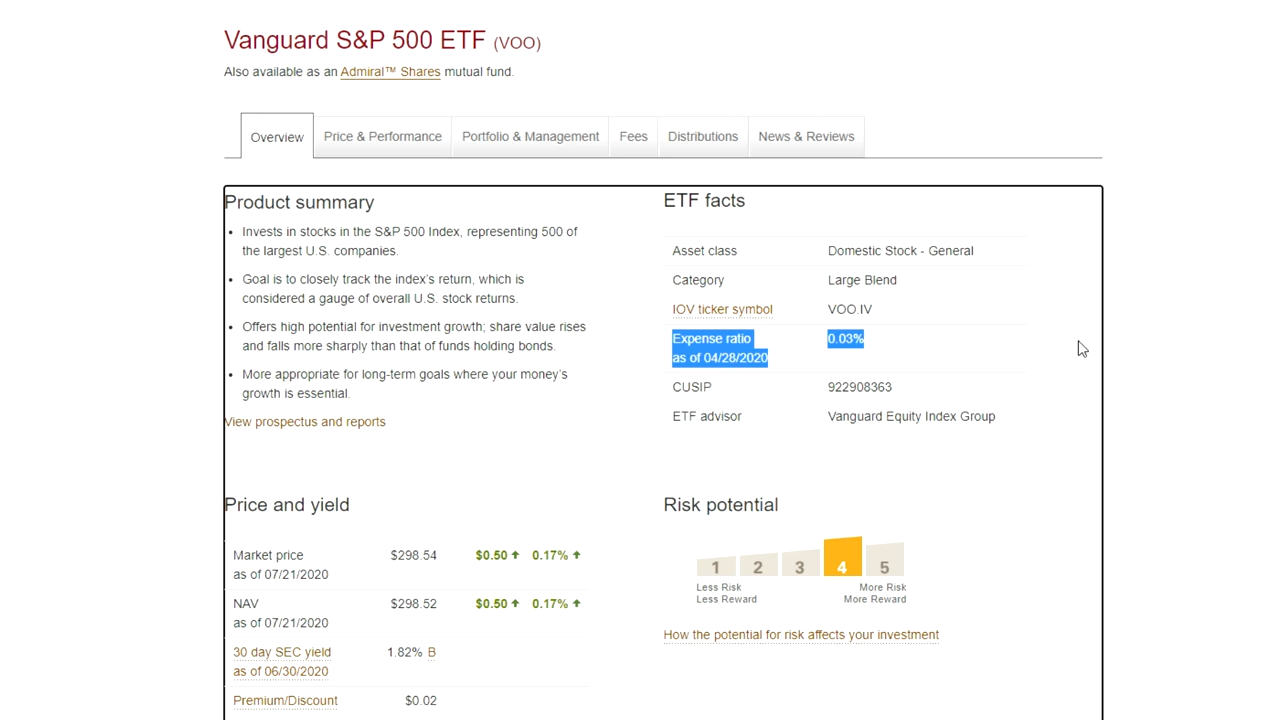 Vanguard S&P 500 ETF (VOO)
Also available as an Admiral™ Shares mutual fund.
Overview
Price & Performance
Portfolio & Management
Fees
Distributions
News & Reviews
Product summary
• Invests in stocks in the S&P 500 Index, representing 500 of
the largest U.S. companies.
• Goal is to closely track the index’s return, which is
considered a gauge of overall U.S. stock returns.
• Offers high potential for investment growth; share value rises
and falls more sharply than that of funds holding bonds.
• More appropriate for long-term goals where your money’s
growth is essential.
View prospectus and reports
ETF facts
Asset class Domestic Stock - General
Category Large Blend
IOV ticker symbol VOO.IV
Expense ratio 0.03%
as of 04/28/2020
CUSIP 922908363
ETF advisor Vanguard Equity Index Group
Price and yield
Market price $298.54 $0.50 ↑ 0.17% ↑
as of 07/21/2020
NAV $298.52 $0.50 ↑ 0.17% ↑
as of 07/21/2020
30 day SEC yield 1.82% B
as of 06/30/2020
Premium/Discount $0.02
Risk potential
1 2 3 4 5
Less Risk More Risk
Less Reward More Reward
How the potential for risk affects your investment